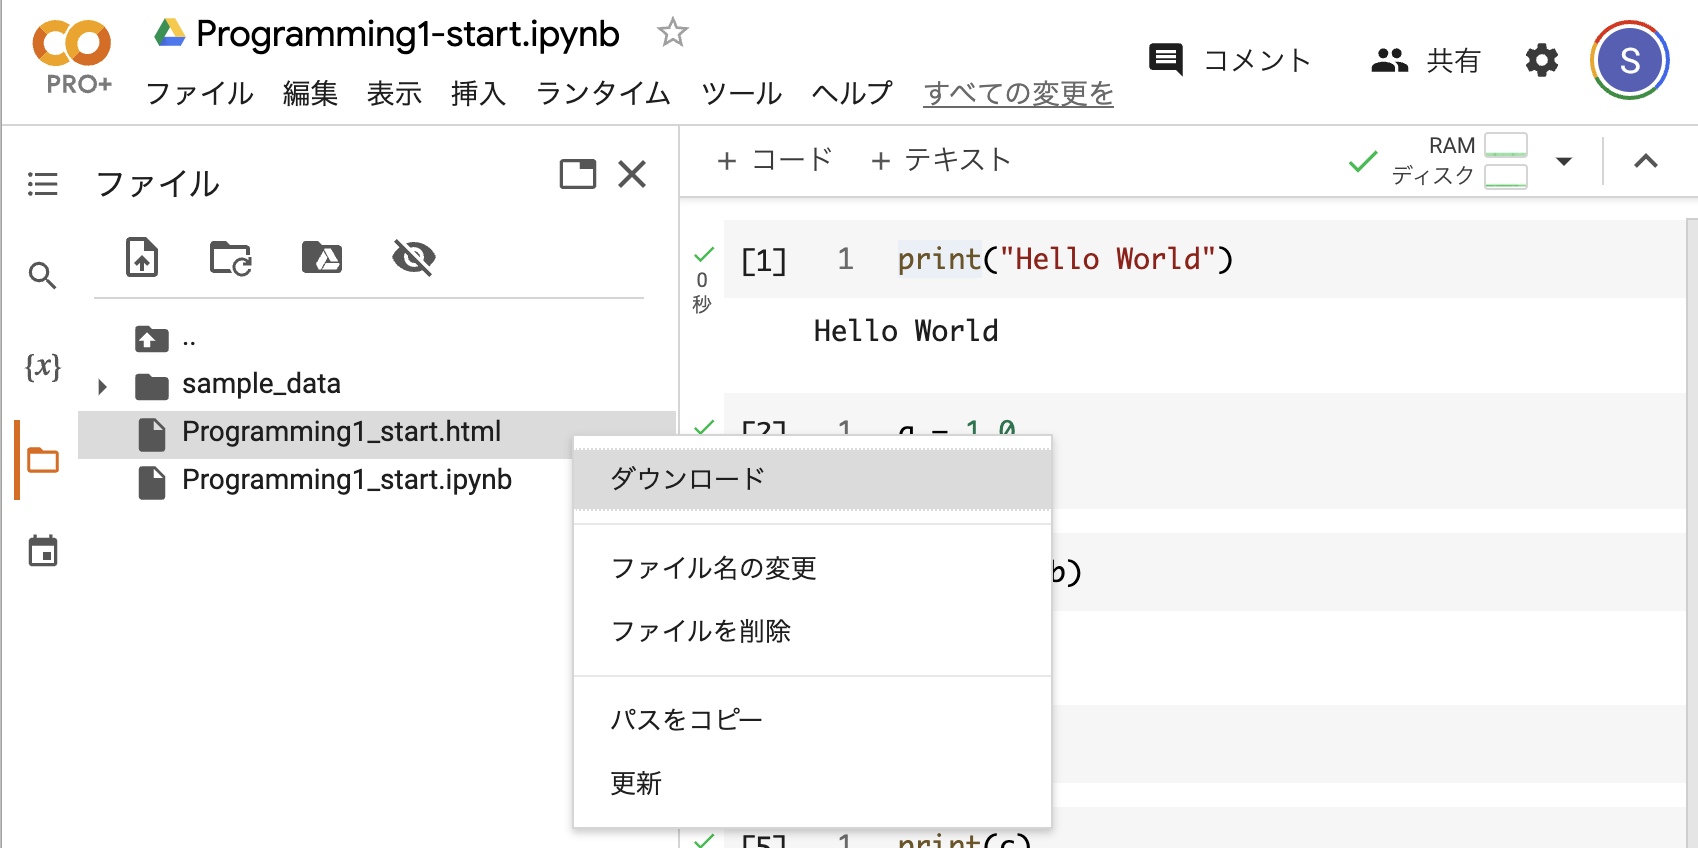 Programming1-start.ipynb
PRO+
ファイル 編集 表示 挿入 ランタイム ツール ヘルプ すべての変更を
コメント 共有 S
ファイル
+ コード + テキスト
RAM
ディスク
..
sample_data
Programming1_start.html
Programming1_start.ipynb
{x}
[1] 1 print("Hello World")
0
秒
Hello World
[2] 1 a = 1.0
ダウンロード
ファイル名の変更
ファイルを削除
パスをコピー
更新
b)
[5] 1 print(c)